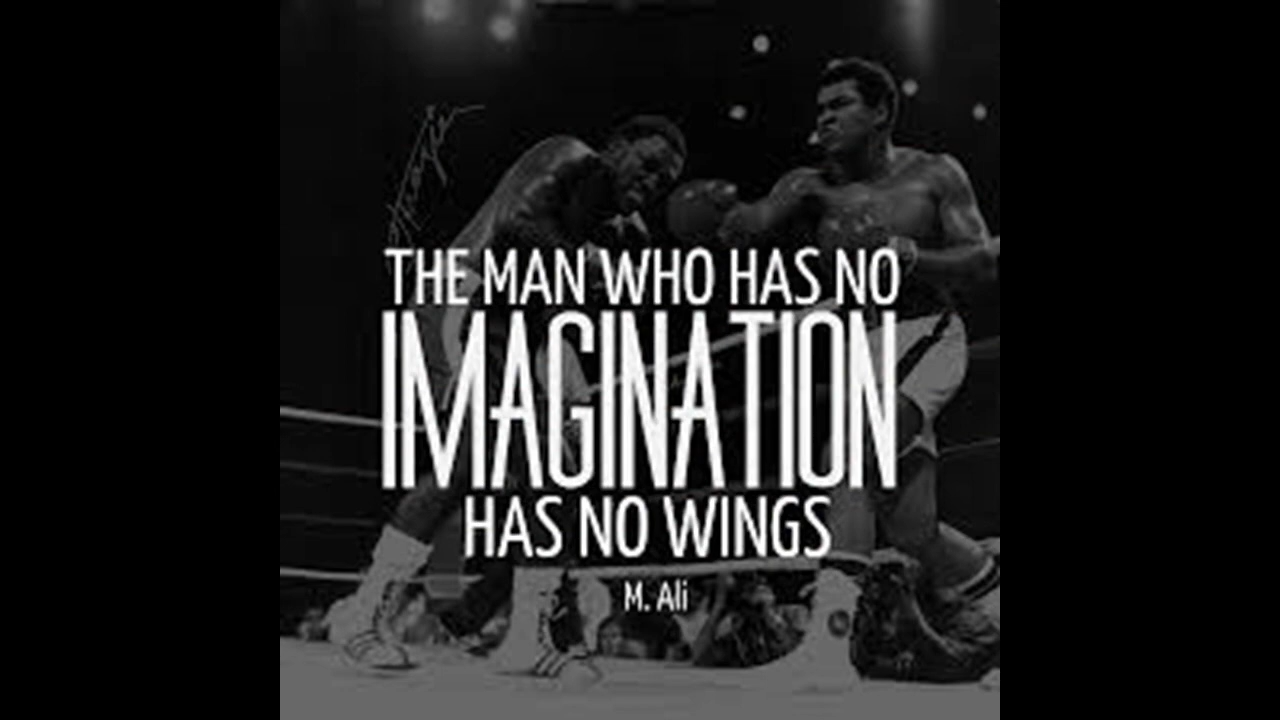 THE MAN WHO HAS NO
IMAGINATION
HAS NO WINGS
M. Ali